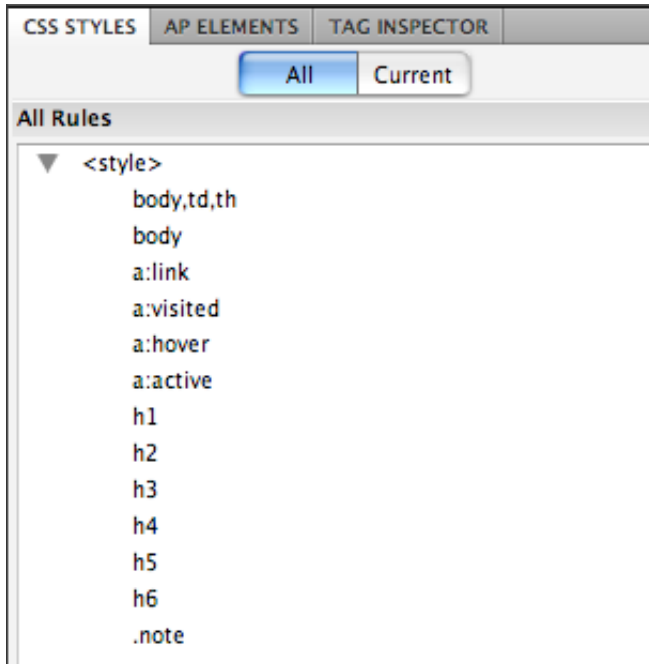 CSS STYLES AP ELEMENTS TAG INSPECTOR
All Current
All Rules
<style>
body,td,th
body
a:link
a:visited
a:hover
a:active
h1
h2
h3
h4
h5
h6
.note